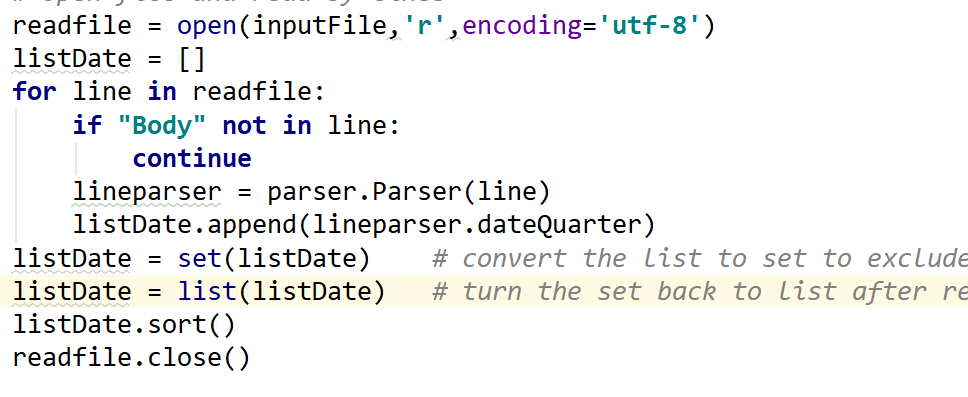 readfile = open(inputFile,'r',encoding='utf-8')
listDate = []
for line in readfile:
    if "Body" not in line:
        continue
    lineparser = parser.Parser(line)
    listDate.append(lineparser.dateQuarter)
listDate = set(listDate)    # convert the list to set to exclude
listDate = list(listDate)   # turn the set back to list after re
listDate.sort()
readfile.close()